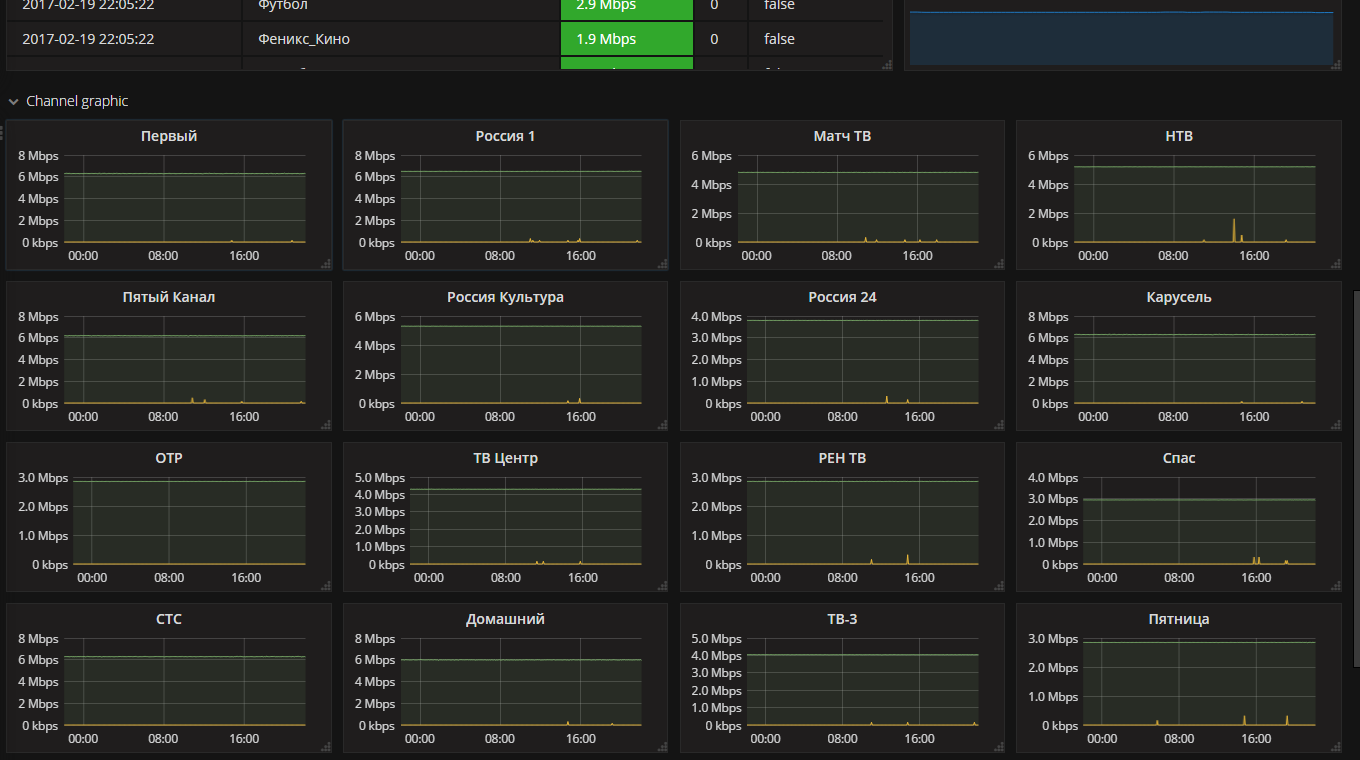 2017-02-19 22:05:22 Футбол 2.9 Mbps 0 false
2017-02-19 22:05:22 Феникс_Кино 1.9 Mbps 0 false
Channel graphic
Первый
8 Mbps
6 Mbps
4 Mbps
2 Mbps
0 kbps
00:00 08:00 16:00
Россия 1
8 Mbps
6 Mbps
4 Mbps
2 Mbps
0 kbps
00:00 08:00 16:00
Матч ТВ
6 Mbps
4 Mbps
2 Mbps
0 kbps
00:00 08:00 16:00
НТВ
6 Mbps
4 Mbps
2 Mbps
0 kbps
00:00 08:00 16:00
Пятый Канал
8 Mbps
6 Mbps
4 Mbps
2 Mbps
0 kbps
00:00 08:00 16:00
Россия Культура
6 Mbps
4 Mbps
2 Mbps
0 kbps
00:00 08:00 16:00
Россия 24
4.0 Mbps
3.0 Mbps
2.0 Mbps
1.0 Mbps
0 kbps
00:00 08:00 16:00
Карусель
8 Mbps
6 Mbps
4 Mbps
2 Mbps
0 kbps
00:00 08:00 16:00
ОТР
3.0 Mbps
2.0 Mbps
1.0 Mbps
0 kbps
00:00 08:00 16:00
ТВ Центр
5.0 Mbps
4.0 Mbps
3.0 Mbps
2.0 Mbps
1.0 Mbps
0 kbps
00:00 08:00 16:00
РЕН ТВ
3.0 Mbps
2.0 Mbps
1.0 Mbps
0 kbps
00:00 08:00 16:00
Спас
4.0 Mbps
3.0 Mbps
2.0 Mbps
1.0 Mbps
0 kbps
00:00 08:00 16:00
СТС
8 Mbps
6 Mbps
4 Mbps
2 Mbps
0 kbps
00:00 08:00 16:00
Домашний
8 Mbps
6 Mbps
4 Mbps
2 Mbps
0 kbps
00:00 08:00 16:00
ТВ-3
5.0 Mbps
4.0 Mbps
3.0 Mbps
2.0 Mbps
1.0 Mbps
0 kbps
00:00 08:00 16:00
Пятница
3.0 Mbps
2.0 Mbps
1.0 Mbps
0 kbps
00:00 08:00 16:00